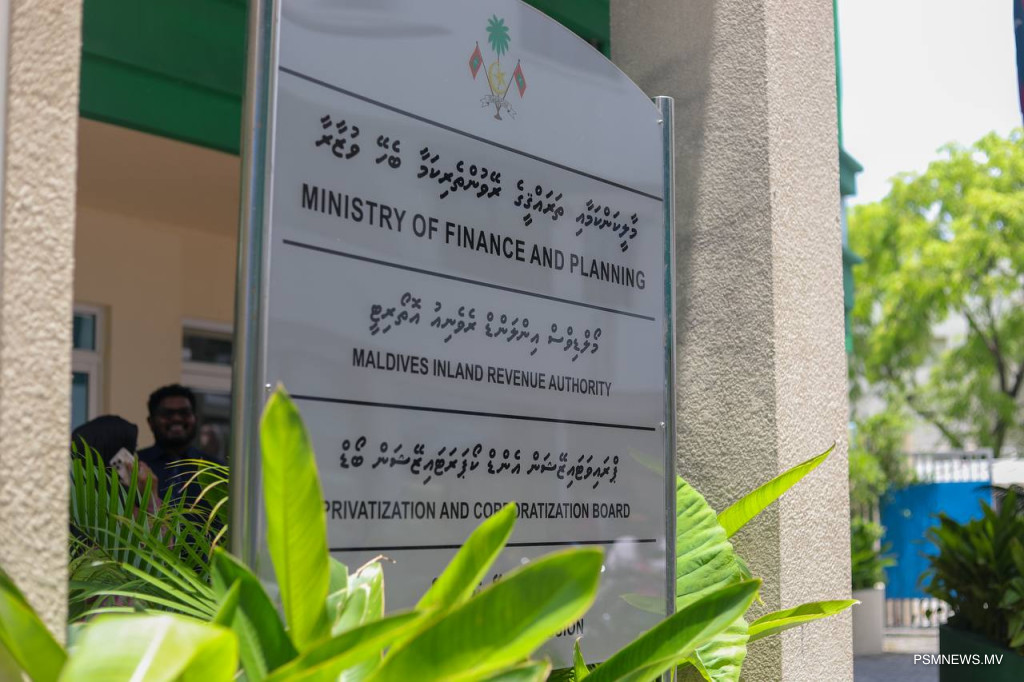 މާލީކަންކަމާއި ތަރައްޤީގެ ރޭވުންތެރިކަމާ ބެހޭ ވުޒާރާ
MINISTRY OF FINANCE AND PLANNING
މޯލްޑިވްސް އިންލަންޑް ރެވެނިއު އޮތޯރިޓީ
MALDIVES INLAND REVENUE AUTHORITY
ޕްރައިވަޓައިޒޭޝަން އެންޑް ކޯޕަރަޓައިޒޭޝަން ބޯޑް
PRIVATIZATION AND CORPORATIZATION BOARD
PSMNEWS.MV